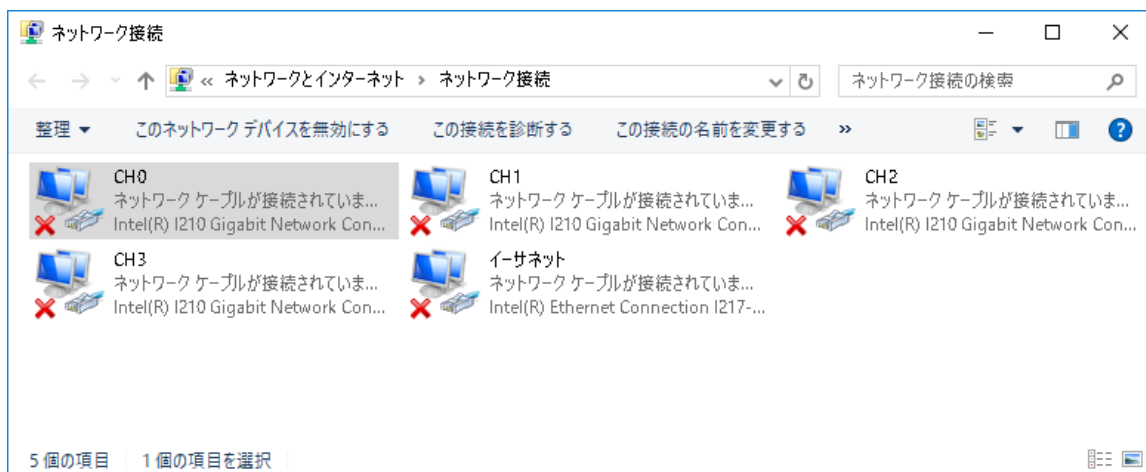 ネットワーク接続
« ネットワークとインターネット › ネットワーク接続
ネットワーク接続の検索
整理 このネットワーク デバイスを無効にする この接続を診断する この接続の名前を変更する »
CH0
ネットワーク ケーブルが接続されていま...
Intel(R) I210 Gigabit Network Con...
CH1
ネットワーク ケーブルが接続されていま...
Intel(R) I210 Gigabit Network Con...
CH2
ネットワーク ケーブルが接続されていま...
Intel(R) I210 Gigabit Network Con...
CH3
ネットワーク ケーブルが接続されていま...
Intel(R) I210 Gigabit Network Con...
イーサネット
ネットワーク ケーブルが接続されていま...
Intel(R) Ethernet Connection I217-...
5 個の項目 1 個の項目を選択